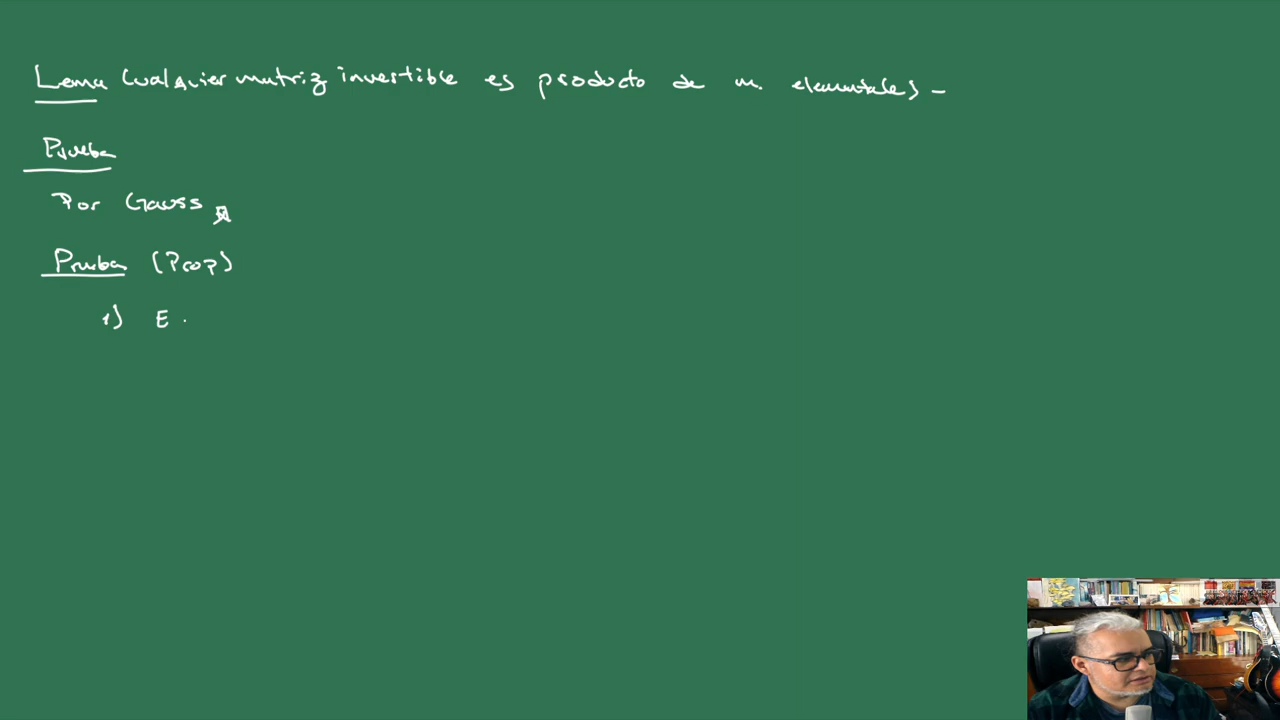 Lema Cualquier matriz invertible es producto de m. elementales -
Prueba
Por Gauss
Prueba (Prop)
1) E .